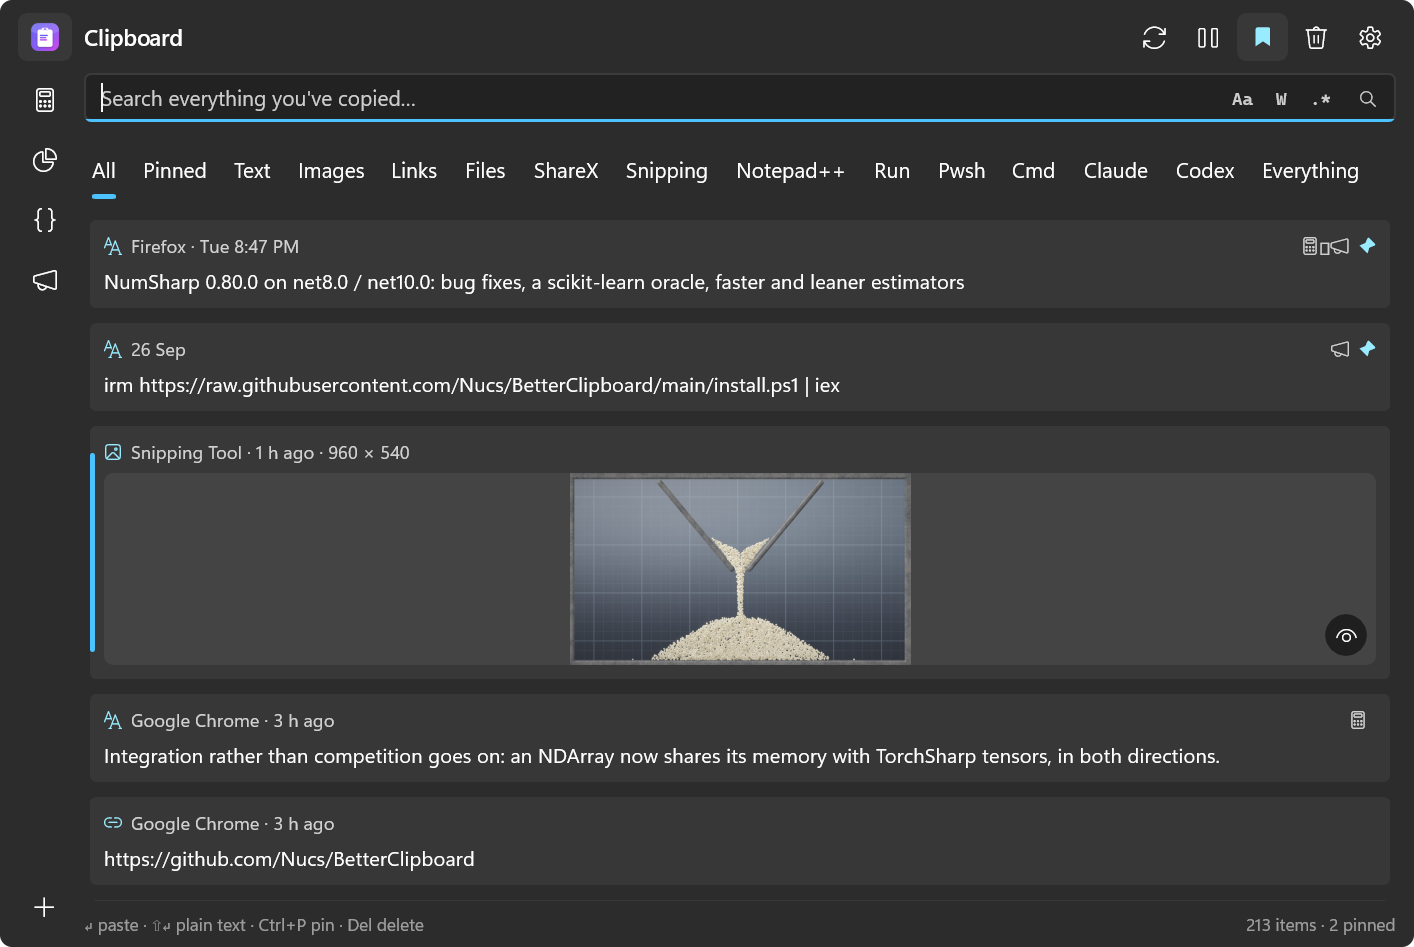 Clipboard
Search everything you've copied...
Aa W .*
All Pinned Text Images Links Files ShareX Snipping Notepad++ Run Pwsh Cmd Claude Codex Everything
Firefox · Tue 8:47 PM
NumSharp 0.80.0 on net8.0 / net10.0: bug fixes, a scikit-learn oracle, faster and leaner estimators
26 Sep
irm https://raw.githubusercontent.com/Nucs/BetterClipboard/main/install.ps1 | iex
Snipping Tool · 1 h ago · 960 × 540
Google Chrome · 3 h ago
Integration rather than competition goes on: an NDArray now shares its memory with TorchSharp tensors, in both directions.
Google Chrome · 3 h ago
https://github.com/Nucs/BetterClipboard
↲ paste · ⇧↲ plain text · Ctrl+P pin · Del delete
213 items · 2 pinned